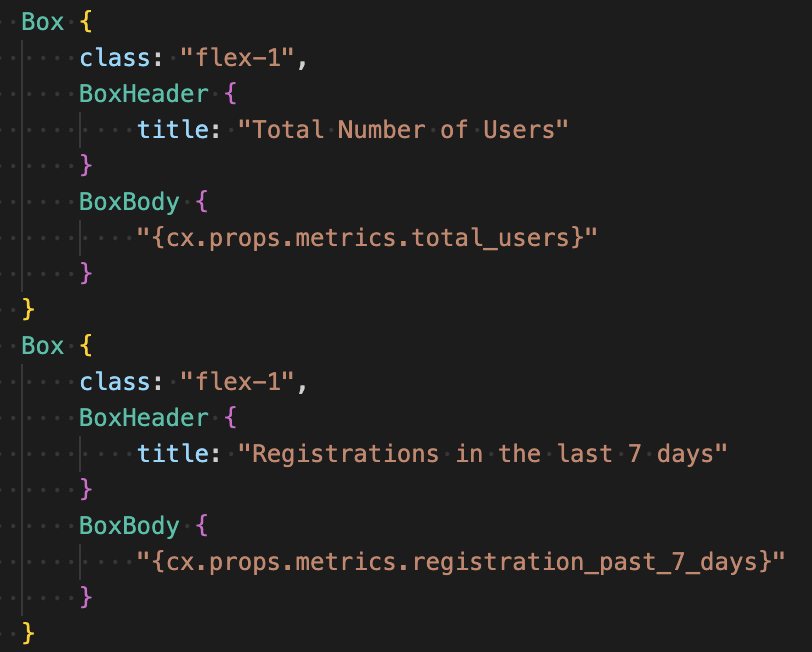 Box {
class: "flex-1",
BoxHeader {
title: "Total Number of Users"
}
BoxBody {
"{cx.props.metrics.total_users}"
}
}
Box {
class: "flex-1",
BoxHeader {
title: "Registrations in the last 7 days"
}
BoxBody {
"{cx.props.metrics.registration_past_7_days}"
}
}